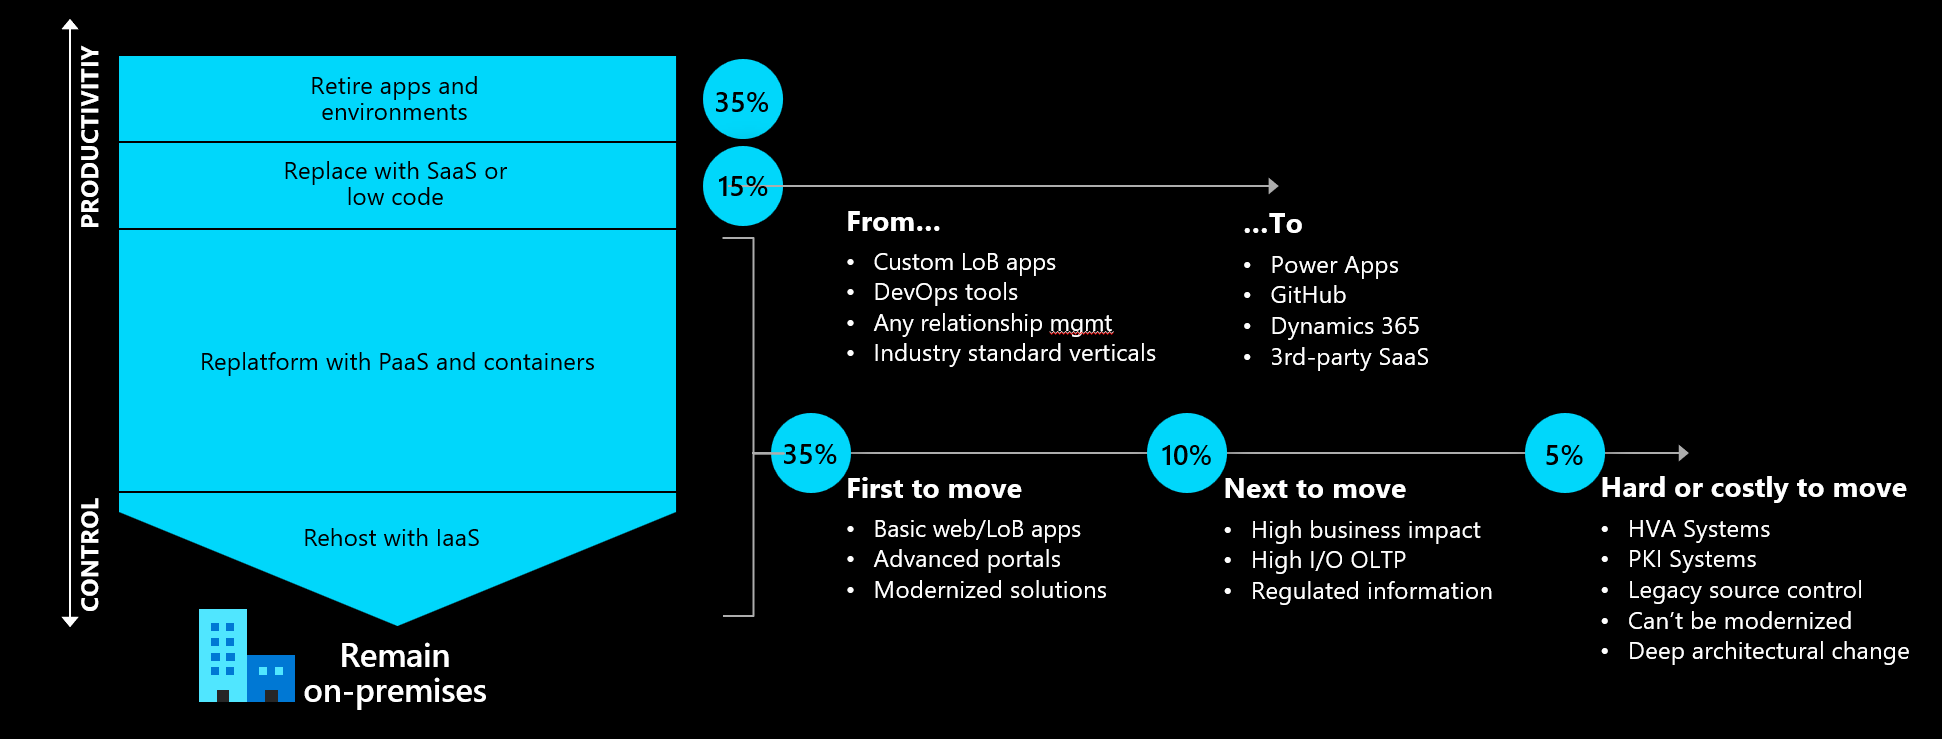 PRODUCTIVITIY
CONTROL
Retire apps and
environments
35%
Replace with SaaS or
low code
15%
Replatform with PaaS and containers
Rehost with IaaS
Remain
on-premises
From...
• Custom LoB apps
• DevOps tools
• Any relationship mgmt
• Industry standard verticals
...To
• Power Apps
• GitHub
• Dynamics 365
• 3rd-party SaaS
35%
First to move
• Basic web/LoB apps
• Advanced portals
• Modernized solutions
10%
Next to move
• High business impact
• High I/O OLTP
• Regulated information
5%
Hard or costly to move
• HVA Systems
• PKI Systems
• Legacy source control
• Can't be modernized
• Deep architectural change